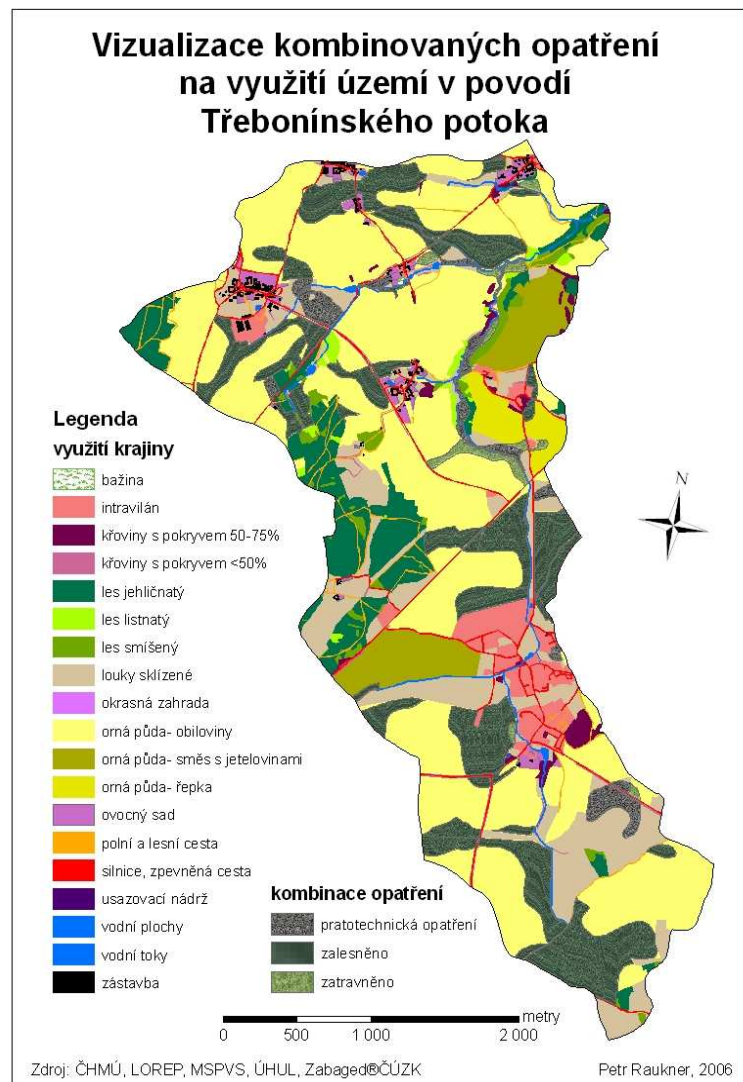 Vizualizace kombinovaných opatření
na využití území v povodí
Třebonínského potoka
Legenda
využití krajiny
bažina
intravilán
křoviny s pokryvem 50-75%
křoviny s pokryvem <50%
les jehličnatý
les listnatý
les smíšený
louky sklízené
okrasná zahrada
orná půda- obiloviny
orná půda- směs s jetelovinami
orná půda- řepka
ovocný sad
polní a lesní cesta
silnice, zpevněná cesta
usazovací nádrž
vodní plochy
vodní toky
zástavba
kombinace opatření
pratotechnická opatření
zalesněno
zatravněno
N
metry
0 500 1 000 2 000
Zdroj: ČHMÚ, LOREP, MSPVS, ÚHUL, Zabaged®ČÚZK Petr Raukner, 2006